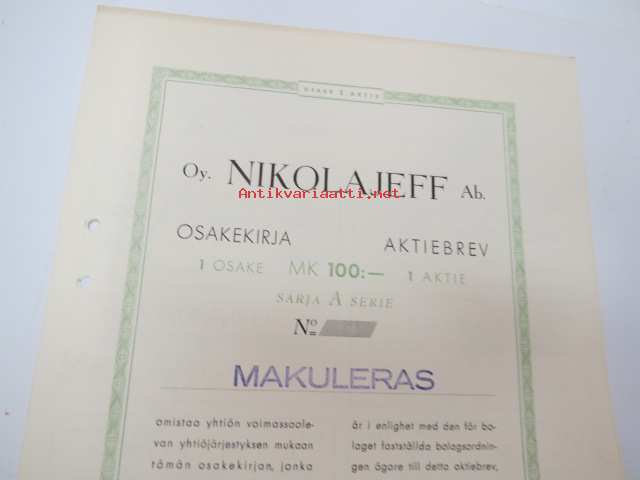 OSAKE 1 AKTIE
Oy. NIKOLAJEFF Ab.
Antikvariaatti.net
OSAKEKIRJA AKTIEBREV
1 OSAKE MK 100:— 1 AKTIE
SARJA A SERIE
No
MAKULERAS
omistaa yhtiön voimassaole-
van yhtiöjärjestyksen mukaan
tämän osakekirjan, jonka
är i enlighet med den för bo-
laget fastställda bolagsordnin-
gen ägare till detta aktiebrev,